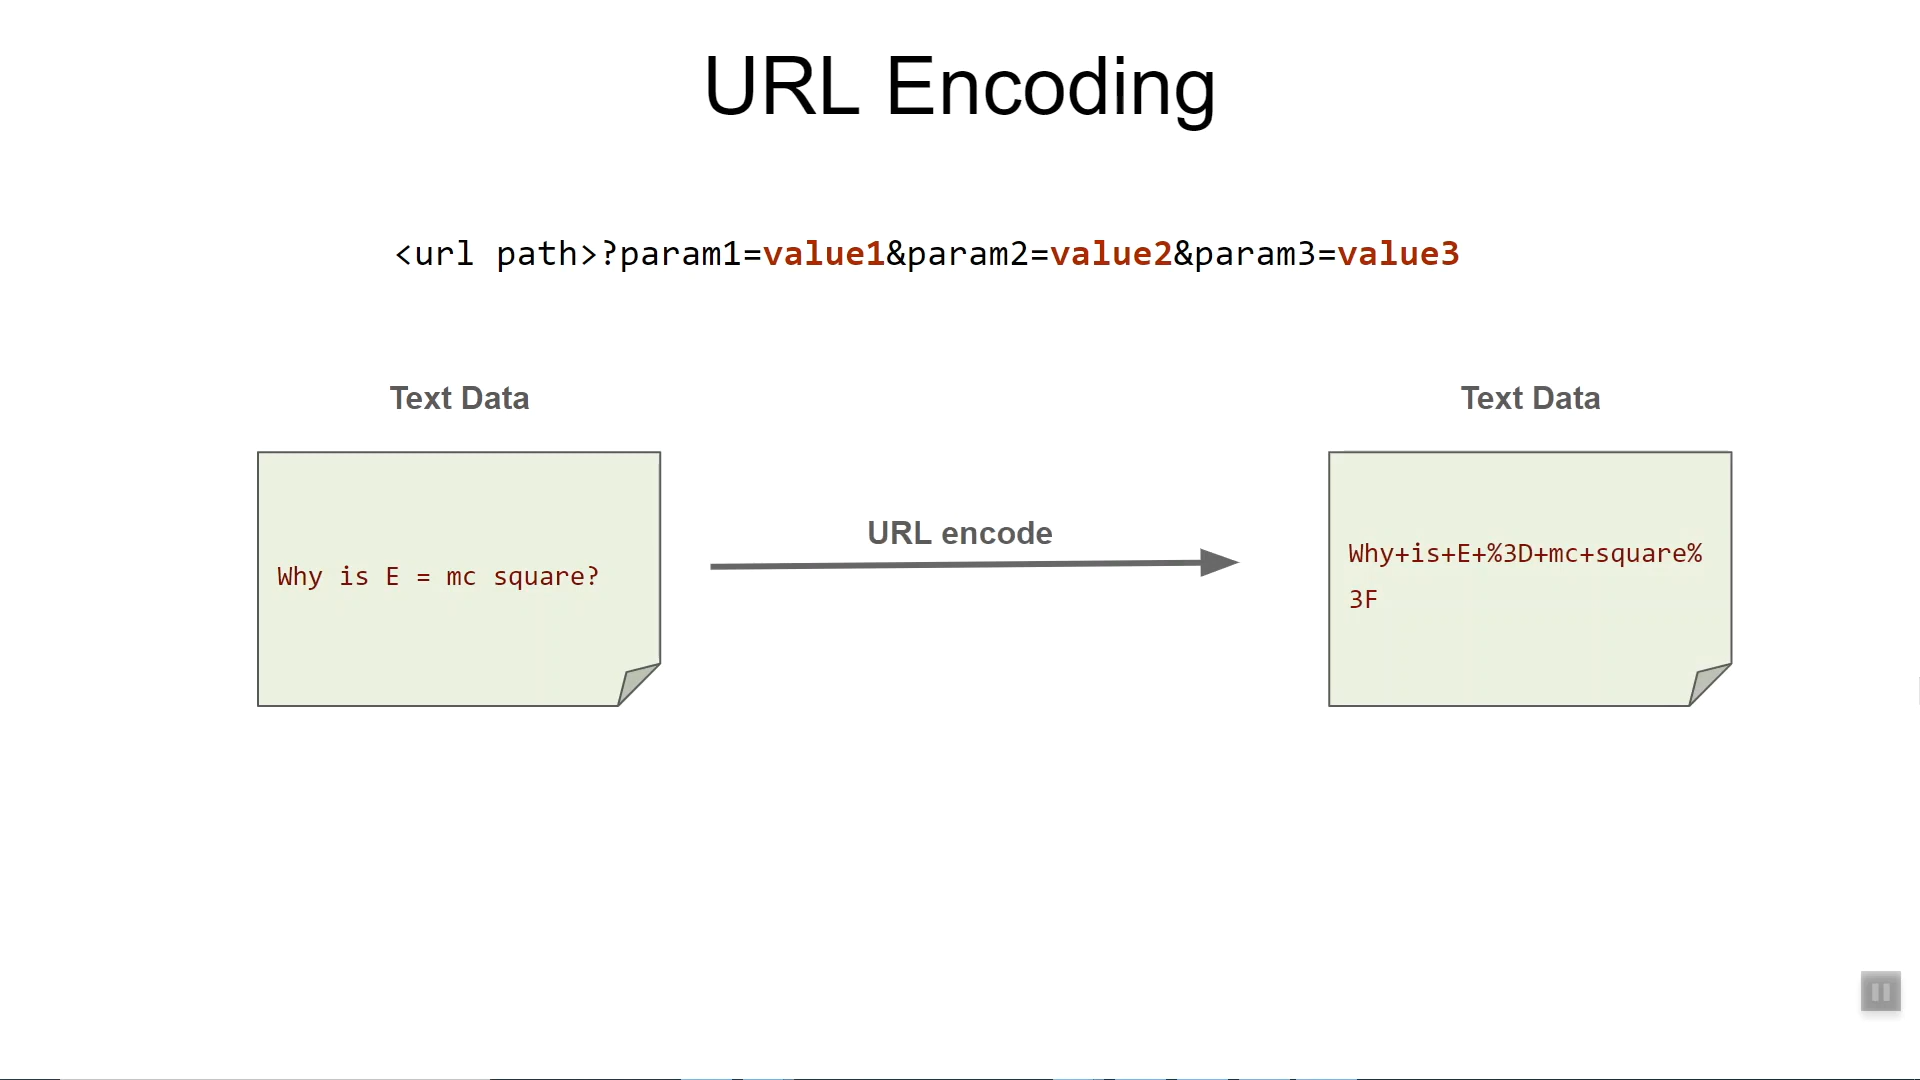 URL Encoding
<url path>?param1=value1&param2=value2&param3=value3
Text Data
Text Data
URL encode
Why is E = mc square?
Why+is+E+%3D+mc+square%
3F